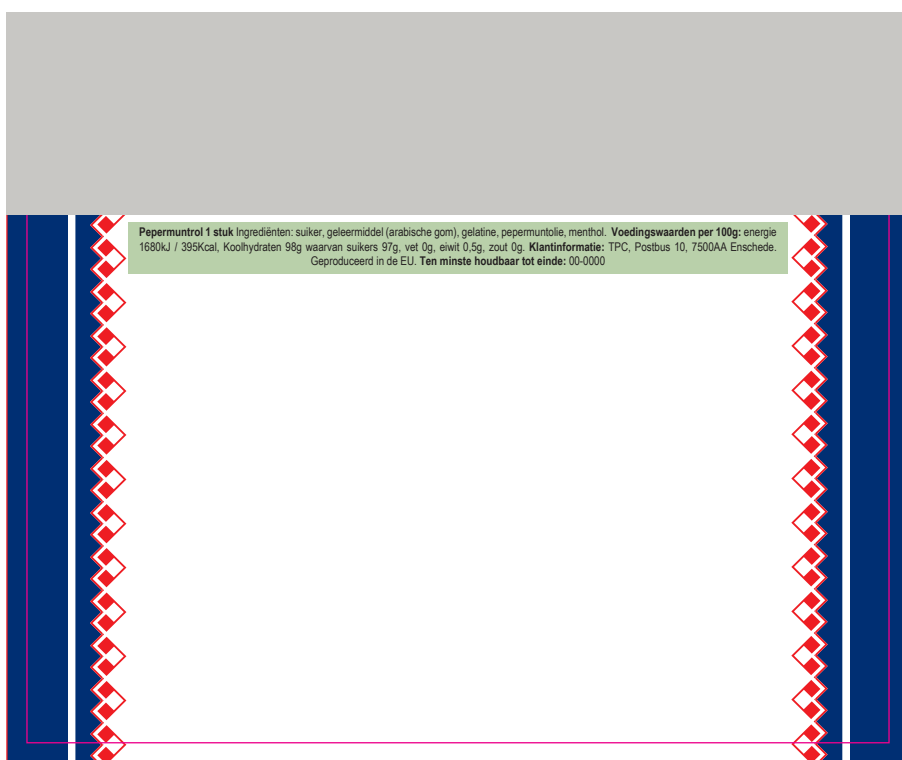 Pepermuntrol 1 stuk Ingrediënten: suiker, geleermiddel (arabische gom), gelatine, pepermuntolie, menthol. Voedingswaarden per 100g: energie
1680kJ / 395Kcal, Koolhydraten 98g waarvan suikers 97g, vet 0g, eiwit 0,5g, zout 0g. Klantinformatie: TPC, Postbus 10, 7500AA Enschede.
Geproduceerd in de EU. Ten minste houdbaar tot einde: 00-0000